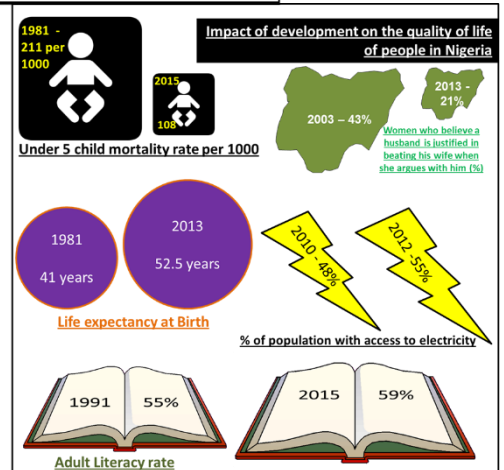 Impact of development on the quality of life
of people in Nigeria
1981 -
211 per
1000
2015
108
Under 5 child mortality rate per 1000
2003 – 43%
2013 -
21%
Women who believe a
husband is justified in
beating his wife when
she argues with him (%)
1981
41 years
2013
52.5 years
Life expectancy at Birth
2010 - 48%
2012 -55%
% of population with access to electricity
1991 55%
2015 59%
Adult Literacy rate